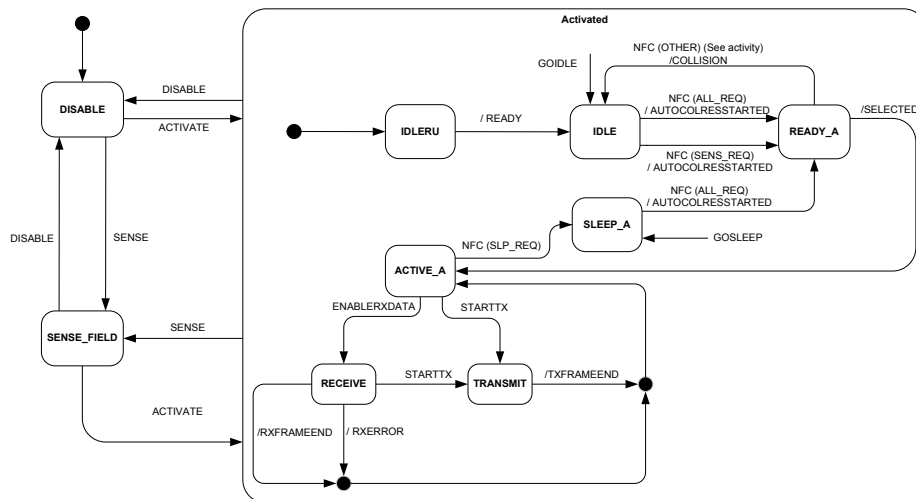 Activated
NFC (OTHER) (See activity)
/COLLISION
GOIDLE
DISABLE
DISABLE
ACTIVATE
NFC (ALL_REQ)
/ AUTOCOLRESSTARTED
/SELECTED
IDLERU
/ READY
IDLE
READY_A
NFC (SENS_REQ)
/ AUTOCOLRESSTARTED
NFC (ALL_REQ)
/ AUTOCOLRESSTARTED
SLEEP_A
GOSLEEP
DISABLE
SENSE
NFC (SLP_REQ)
ACTIVE_A
ENABLERXDATA
STARTTX
SENSE_FIELD
SENSE
RECEIVE
STARTTX
TRANSMIT
/TXFRAMEEND
ACTIVATE
/RXFRAMEEND
/ RXERROR